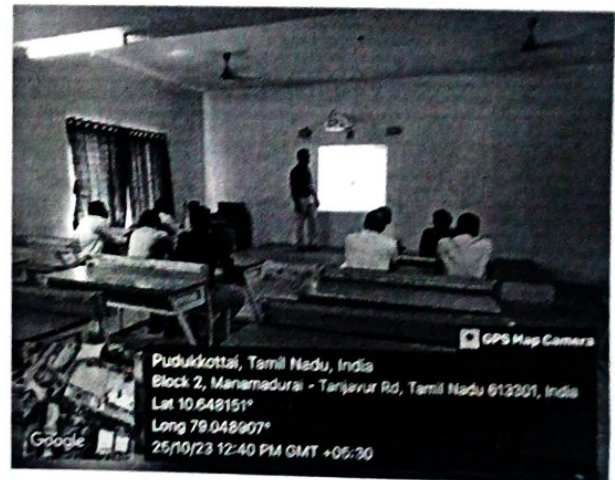 GPS Map Camera
Pudukkottai, Tamil Nadu, India
Block 2, Manamadurai - Tanjavur Rd, Tamil Nadu 613301, India
Lat 10.648151°
Long 79.048907°
25/10/23 12:40 PM GMT +05:30
Google